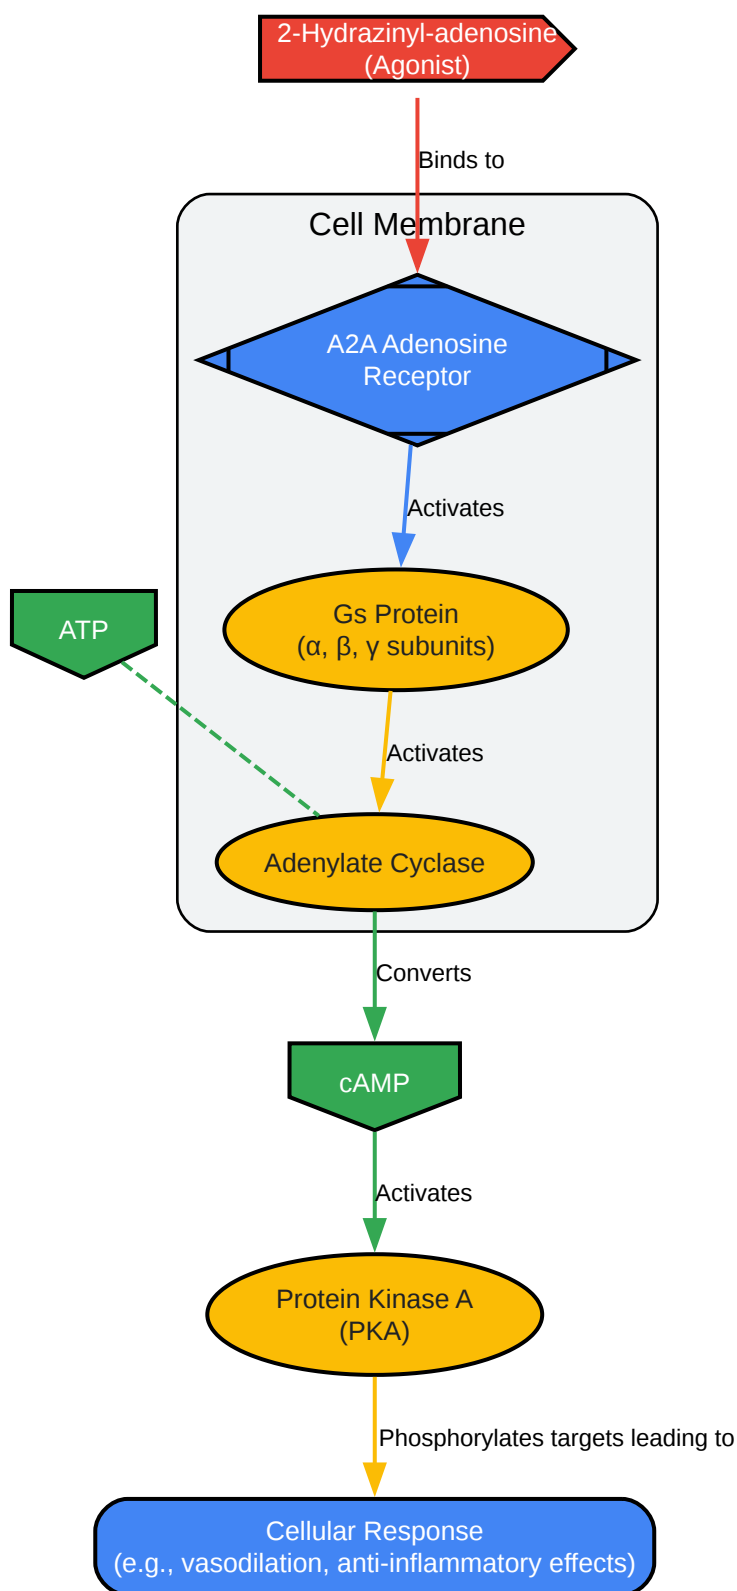 2-Hydrazinyl-adenosine
(Agonist)
Binds to
Cell Membrane
A2A Adenosine
Receptor
Activates
Gs Protein
(α, β, γ subunits)
ATP
Activates
Adenylate Cyclase
Converts
cAMP
Activates
Protein Kinase A
(PKA)
Phosphorylates targets leading to
Cellular Response
(e.g., vasodilation, anti-inflammatory effects)